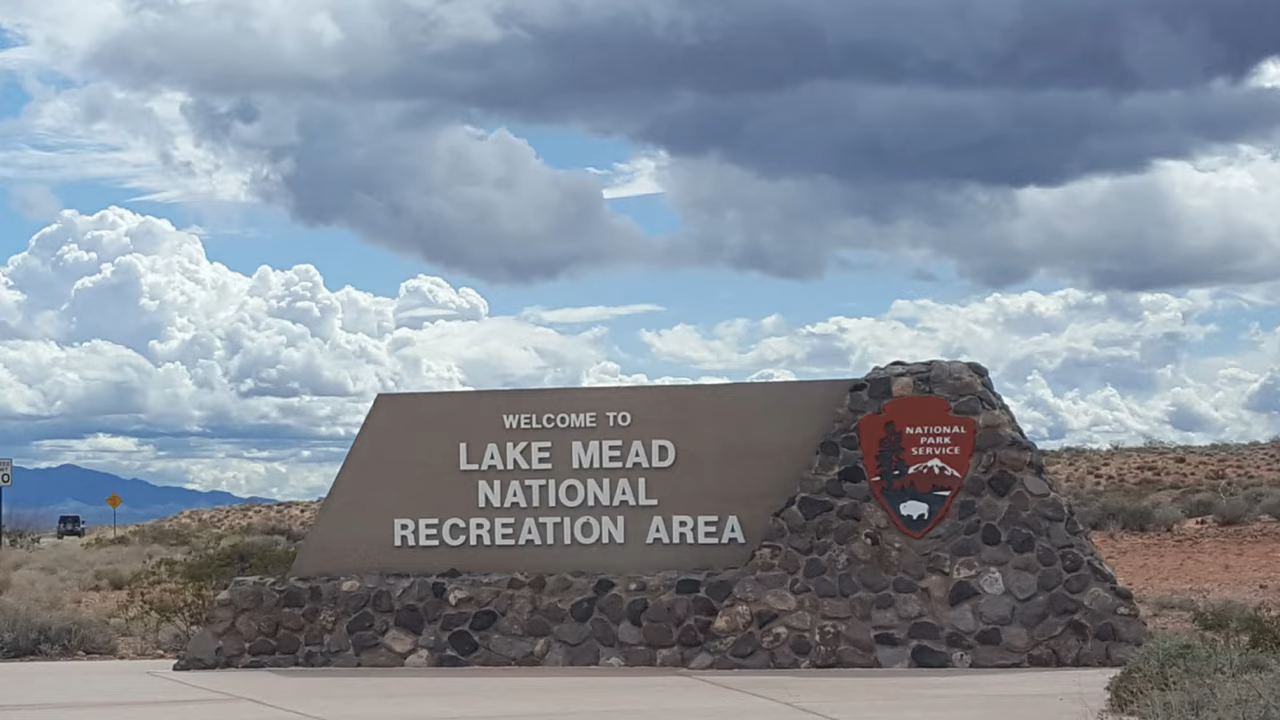 WELCOME TO
LAKE MEAD
NATIONAL
RECREATION AREA
NATIONAL
PARK
SERVICE